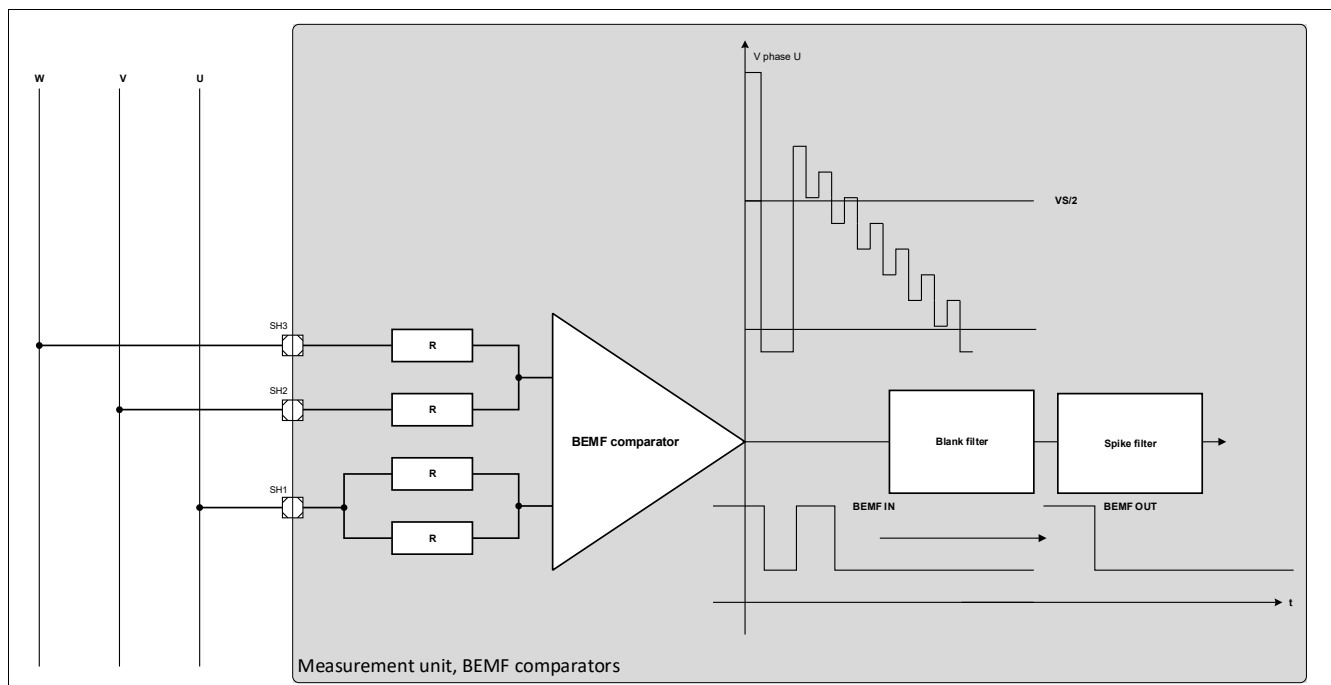 V phase U
W
V
U
VS/2
SH3
R
SH2
R
BEMF comparator
Blank filter
Spike filter
R
SH1
BEMF IN
BEMF OUT
R
t
Measurement unit, BEMF comparators